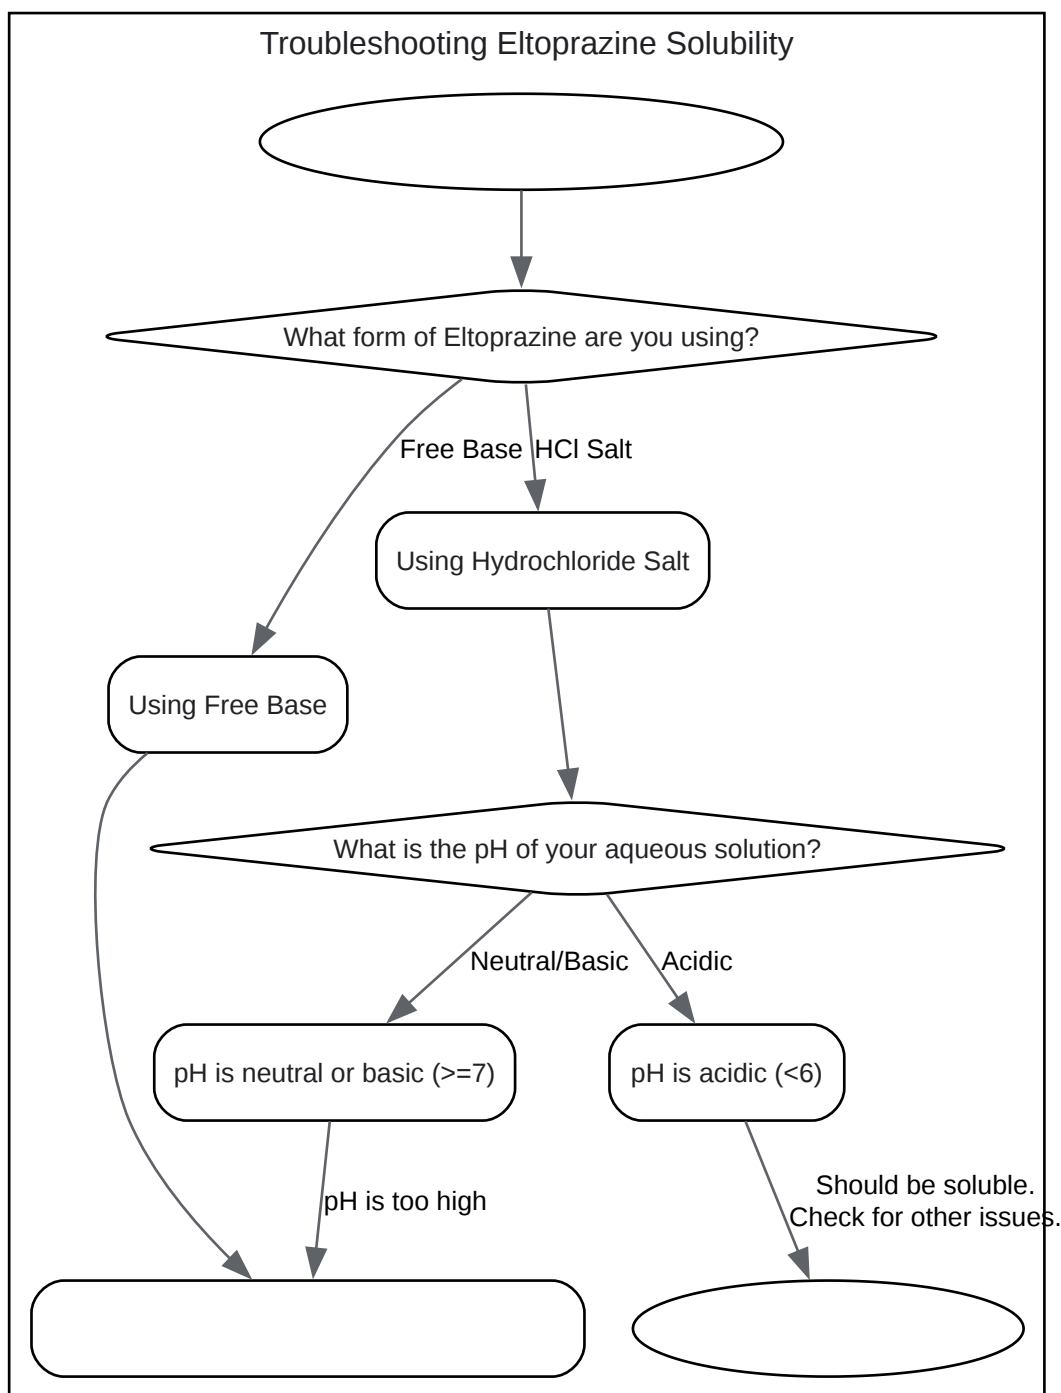 Troubleshooting Eltoprazine Solubility
What form of Eltoprazine are you using?
Free Base
HCl Salt
Using Hydrochloride Salt
Using Free Base
What is the pH of your aqueous solution?
Neutral/Basic
Acidic
pH is neutral or basic (>=7)
pH is acidic (<6)
pH is too high
Should be soluble.
Check for other issues.